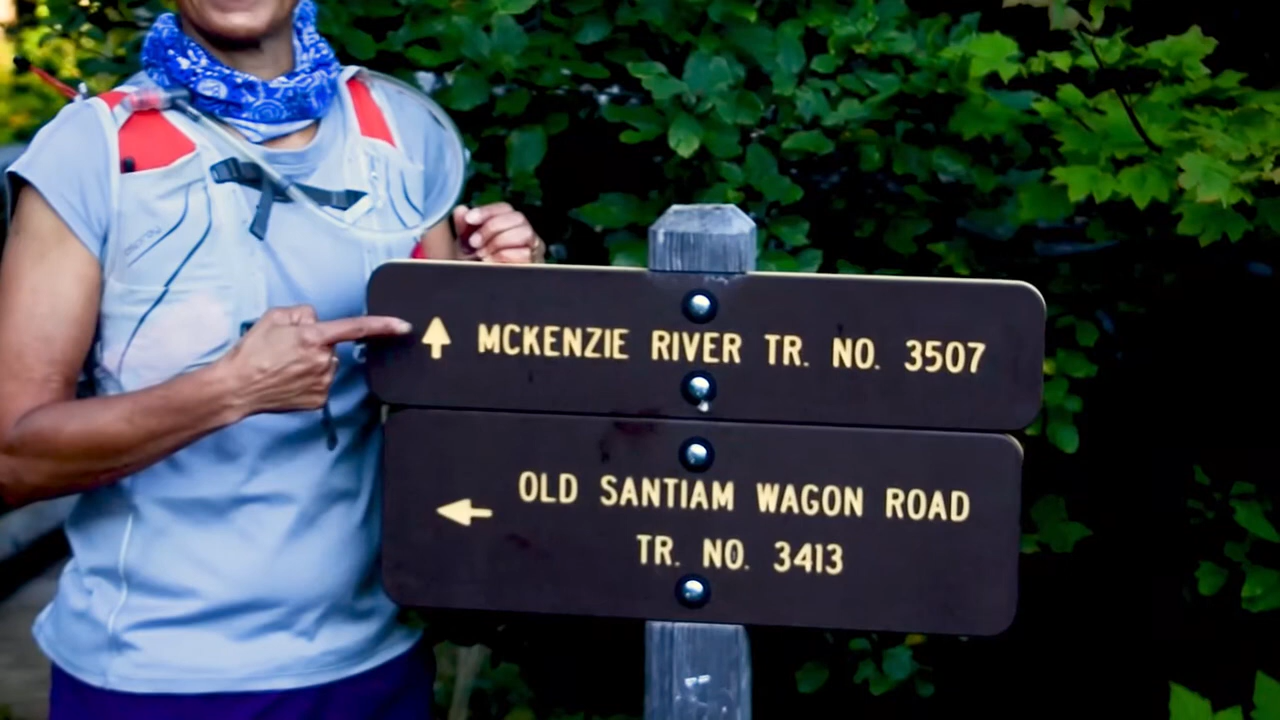 MCKENZIE RIVER TR. NO. 3507
OLD SANTIAM WAGON ROAD
TR. NO. 3413